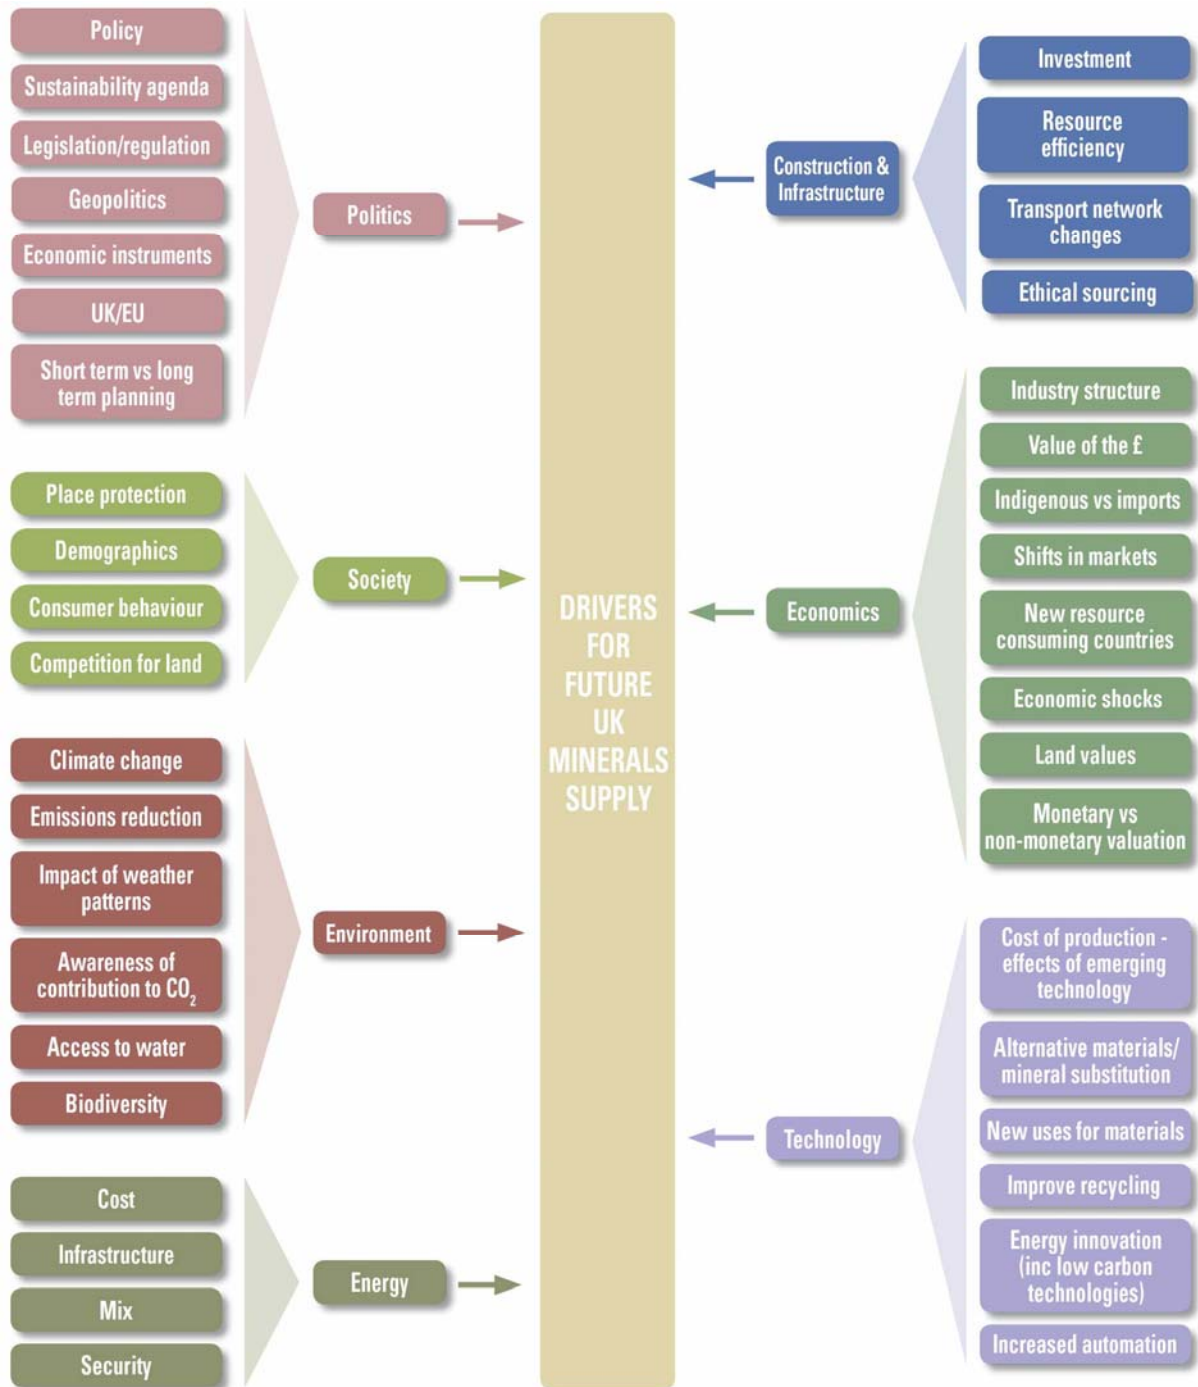 Policy
Sustainability agenda
Legislation/regulation
Geopolitics
Economic instruments
UK/EU
Short term vs long
term planning
Politics
Place protection
Demographics
Consumer behaviour
Competition for land
Society
Climate change
Emissions reduction
Impact of weather
patterns
Awareness of
contribution to CO₂
Access to water
Biodiversity
Environment
Cost
Infrastructure
Mix
Security
Energy
DRIVERS
FOR
FUTURE
UK
MINERALS
SUPPLY
Construction &
Infrastructure
Investment
Resource
efficiency
Transport network
changes
Ethical sourcing
Economics
Industry structure
Value of the £
Indigenous vs imports
Shifts in markets
New resource
consuming countries
Economic shocks
Land values
Monetary vs
non-monetary valuation
Technology
Cost of production -
effects of emerging
technology
Alternative materials/
mineral substitution
New uses for materials
Improve recycling
Energy innovation
(inc low carbon
technologies)
Increased automation